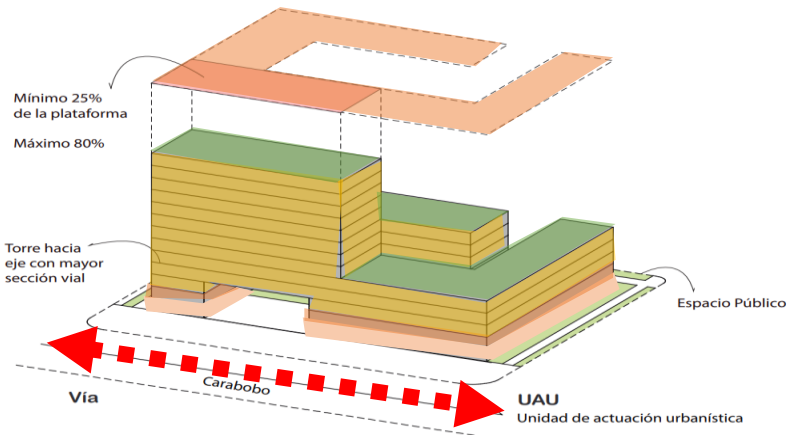 Mínimo 25%
de la plataforma
Máximo 80%
Torre hacia
eje con mayor
sección vial
Espacio Público
Carabobo
Vía
UAU
Unidad de actuación urbanística